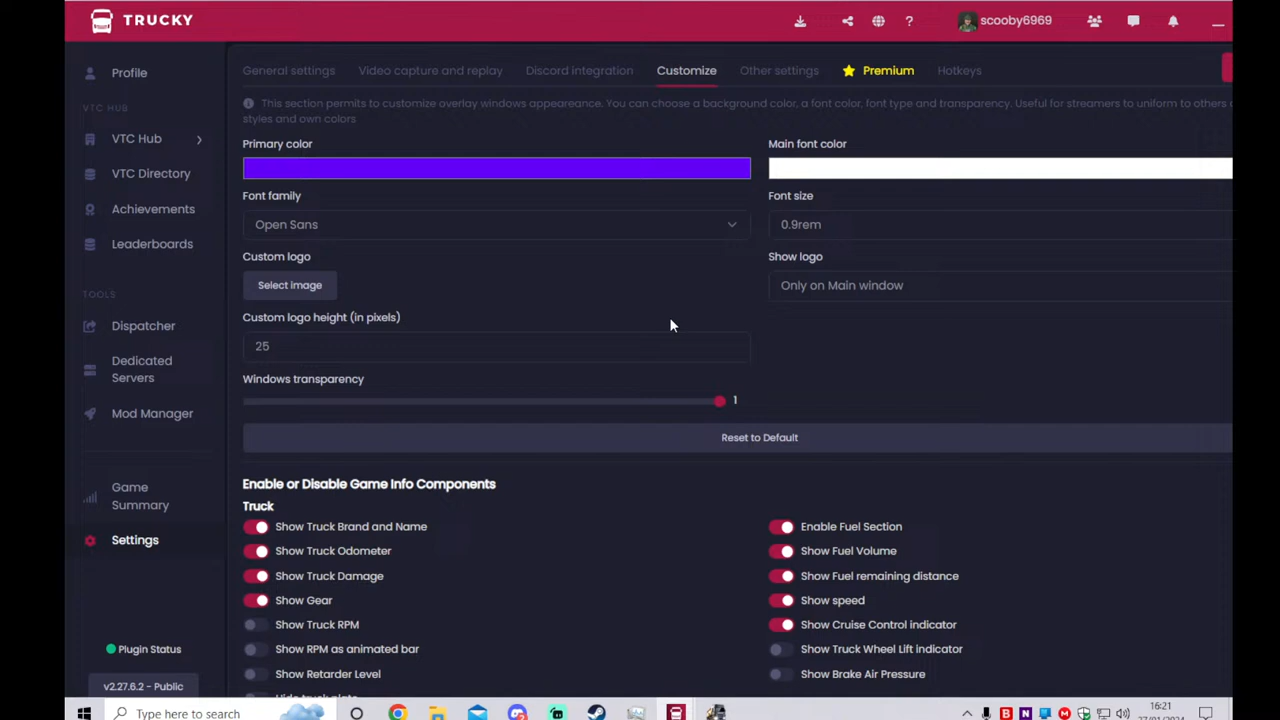 TRUCKY
scooby6969
Profile
VTC HUB
VTC Hub
VTC Directory
Achievements
Leaderboards
TOOLS
Dispatcher
Dedicated
Servers
Mod Manager
Game
Summary
Settings
Plugin Status
v2.27.6.2 - Public
General settings
Video capture and replay
Discord integration
Customize
Other settings
Premium
Hotkeys
This section permits to customize overlay windows appeareance. You can choose a background color, a font color, font type and transparency. Useful for streamers to uniform to others
styles and own colors
Primary color
Main font color
Font family
Font size
Open Sans
0.9rem
Custom logo
Show logo
Select image
Only on Main window
Custom logo height (in pixels)
25
Windows transparency
1
Reset to Default
Enable or Disable Game Info Components
Truck
Show Truck Brand and Name
Enable Fuel Section
Show Truck Odometer
Show Fuel Volume
Show Truck Damage
Show Fuel remaining distance
Show Gear
Show speed
Show Truck RPM
Show Cruise Control indicator
Show RPM as animated bar
Show Truck Wheel Lift indicator
Show Retarder Level
Show Brake Air Pressure
Hide truck plate
Type here to search
16:21